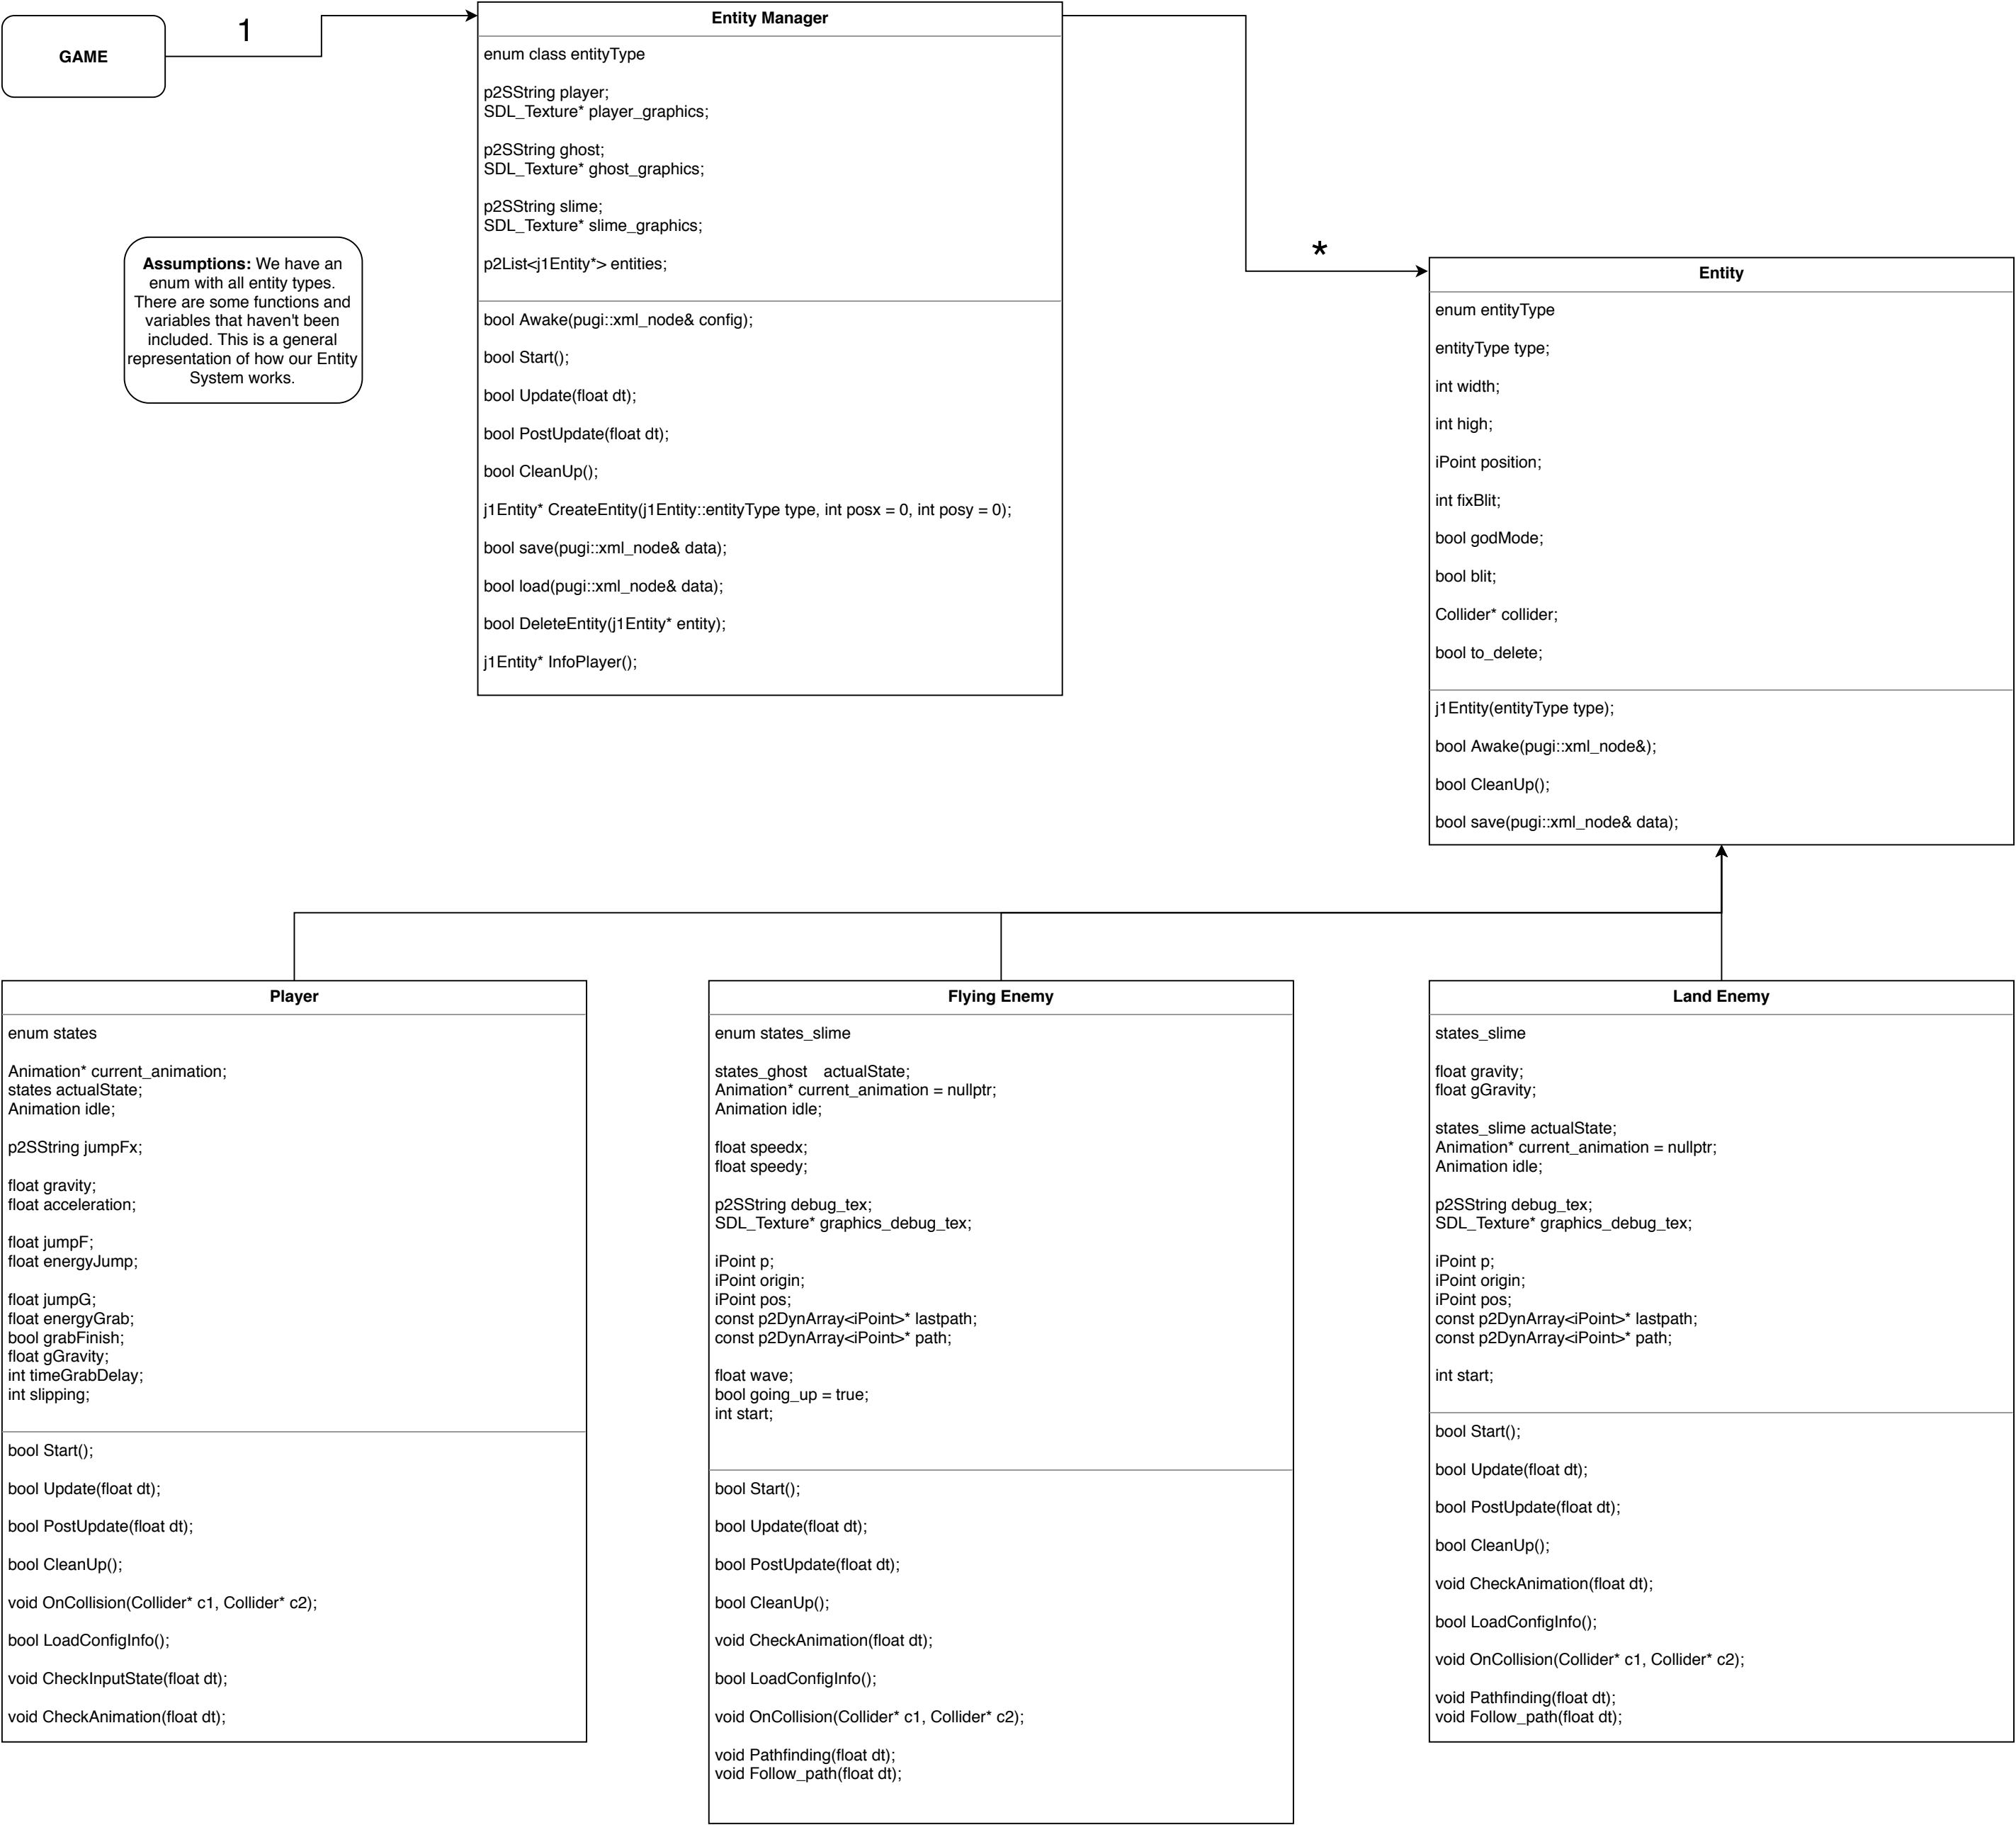 GAME
1
Entity Manager
enum class entityType
p2SString player;
SDL_Texture* player_graphics;
p2SString ghost;
SDL_Texture* ghost_graphics;
p2SString slime;
SDL_Texture* slime_graphics;
p2List<j1Entity*> entities;
bool Awake(pugi::xml_node& config);
bool Start();
bool Update(float dt);
bool PostUpdate(float dt);
bool CleanUp();
j1Entity* CreateEntity(j1Entity::entityType type, int posx = 0, int posy = 0);
bool save(pugi::xml_node& data);
bool load(pugi::xml_node& data);
bool DeleteEntity(j1Entity* entity);
j1Entity* InfoPlayer();
Assumptions: We have an
enum with all entity types.
There are some functions and
variables that haven't been
included. This is a general
representation of how our Entity
System works.
*
Entity
enum entityType
entityType type;
int width;
int high;
iPoint position;
int fixBlit;
bool godMode;
bool blit;
Collider* collider;
bool to_delete;
j1Entity(entityType type);
bool Awake(pugi::xml_node&);
bool CleanUp();
bool save(pugi::xml_node& data);
Player
enum states
Animation* current_animation;
states actualState;
Animation idle;
p2SString jumpFx;
float gravity;
float acceleration;
float jumpF;
float energyJump;
float jumpG;
float energyGrab;
bool grabFinish;
float gGravity;
int timeGrabDelay;
int slipping;
bool Start();
bool Update(float dt);
bool PostUpdate(float dt);
bool CleanUp();
void OnCollision(Collider* c1, Collider* c2);
bool LoadConfigInfo();
void CheckInputState(float dt);
void CheckAnimation(float dt);
Flying Enemy
enum states_slime
states_ghost actualState;
Animation* current_animation = nullptr;
Animation idle;
float speedx;
float speedy;
p2SString debug_tex;
SDL_Texture* graphics_debug_tex;
iPoint p;
iPoint origin;
iPoint pos;
const p2DynArray<iPoint>* lastpath;
const p2DynArray<iPoint>* path;
float wave;
bool going_up = true;
int start;
bool Start();
bool Update(float dt);
bool PostUpdate(float dt);
bool CleanUp();
void CheckAnimation(float dt);
bool LoadConfigInfo();
void OnCollision(Collider* c1, Collider* c2);
void Pathfinding(float dt);
void Follow_path(float dt);
Land Enemy
states_slime
float gravity;
float gGravity;
states_slime actualState;
Animation* current_animation = nullptr;
Animation idle;
p2SString debug_tex;
SDL_Texture* graphics_debug_tex;
iPoint p;
iPoint origin;
iPoint pos;
const p2DynArray<iPoint>* lastpath;
const p2DynArray<iPoint>* path;
int start;
bool Start();
bool Update(float dt);
bool PostUpdate(float dt);
bool CleanUp();
void CheckAnimation(float dt);
bool LoadConfigInfo();
void OnCollision(Collider* c1, Collider* c2);
void Pathfinding(float dt);
void Follow_path(float dt);